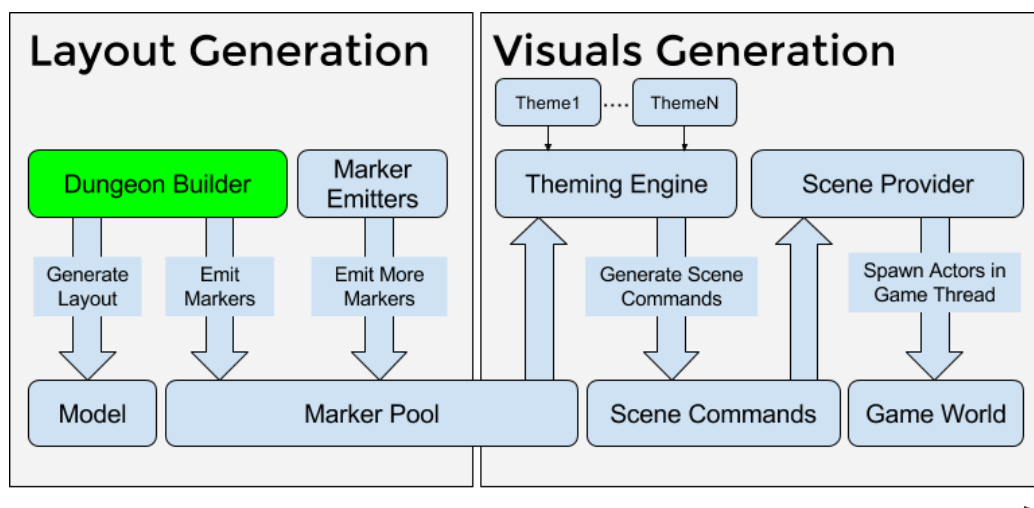 Layout Generation
Visuals Generation
Theme1
....
ThemeN
Dungeon Builder
Marker
Emitters
Theming Engine
Scene Provider
Generate
Layout
Emit
Markers
Emit More
Markers
Generate Scene
Commands
Spawn Actors in
Game Thread
Model
Marker Pool
Scene Commands
Game World